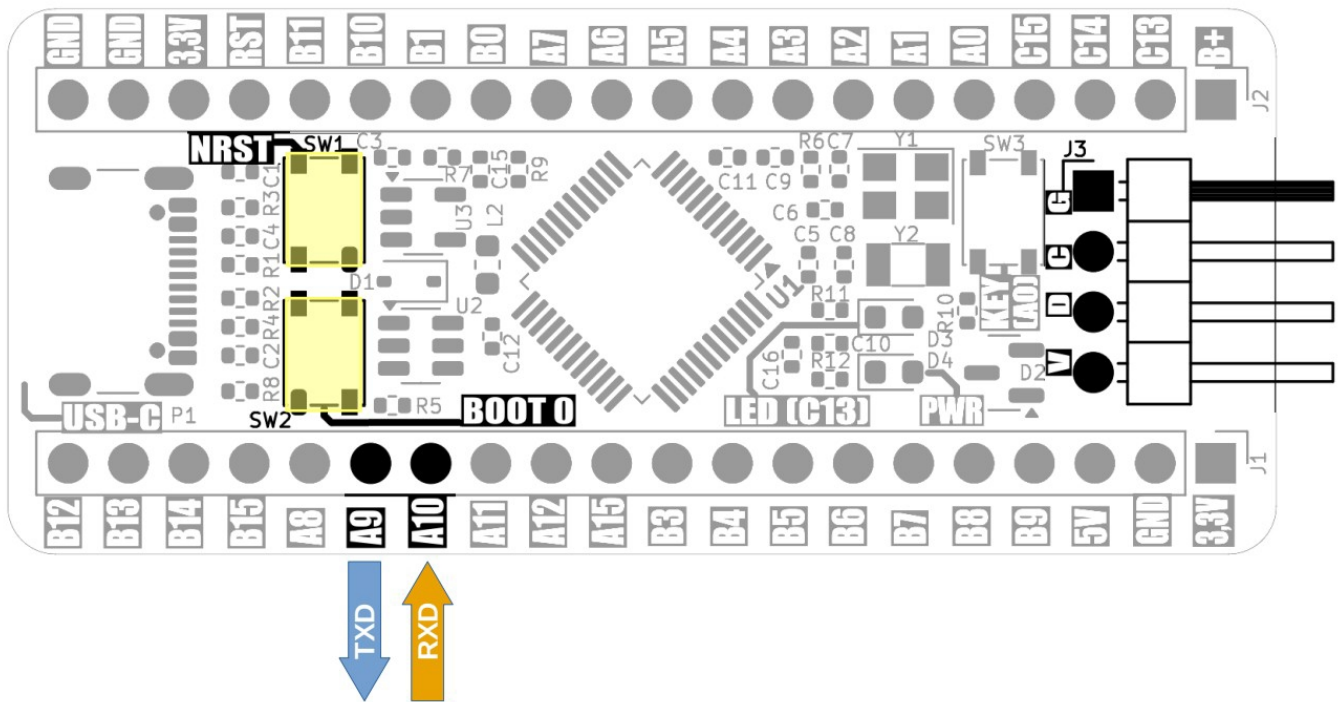 GND GND 3,3V RST B11 B10 B1 B0 A7 A6 A5 A4 A3 A2 A1 A0 C15 C14 C13 B+
J2
NRST SW1 C3 R6 C7 Y1 SW3 J3
C1 R7 C15 R9 C11 C9 G
R3 U3 L2 C6
C4 C5 C8 Y2 C
R1 D1 U1
R2 U2 R11 R10 KEY (A0) D
R4 C12 D3
C2 C16 R12 C10 D4 D2 V
R8 R5
USB-C P1 SW2 BOOT 0 LED (C13) PWR
J1
B12 B13 B14 B15 A8 A9 A10 A11 A12 A15 B3 B4 B5 B6 B7 B8 B9 5V GND 3,3V
TXD RXD